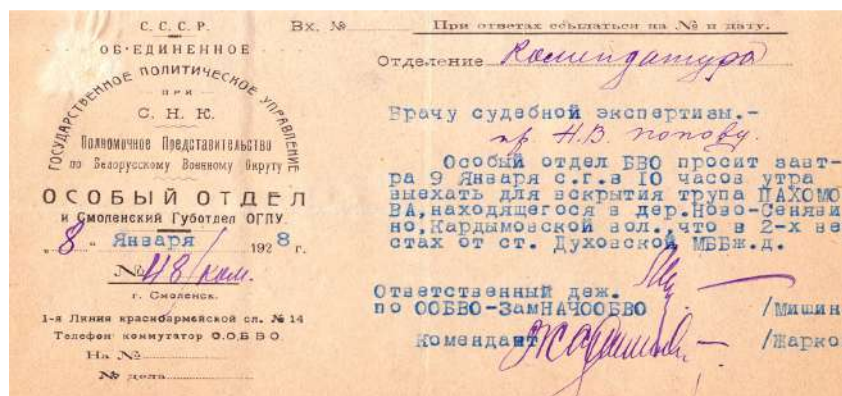 С. С. С. Р.
ОБ'ЕДИНЕННОЕ
ГОСУДАРСТВЕННОЕ ПОЛИТИЧЕСКОЕ УПРАВЛЕНИЕ
ПРИ
С. Н. К.
Полномочное Представительство
по Белорусскому Военному Округу
ОСОБЫЙ ОТДЕЛ
и Смоленский Губотдел ОГПУ.
„8" Января 1928 г.
№ 48/ком.
г. Смоленск.
1-я Линия красноармейской сл. № 14
Телефон коммутатор О.О.Б.В.О.
На №
№ дела
Вх. №
При ответах ссылаться на № и дату.
Отделение Комендатура
Врачу судебной экспертизы.-
гр Н.В. Попову.
Особый отдел БВО просит завт-
ра 9 Января с.г.в 10 часов утра
выехать для вскрытия трупа ПАХОМО
ВА,находящегося в дер.Ново-Сеняви
но,Кардымовской вол.,что в 2-х ве
стах от ст. Духовской МББж.д.
Ответственный деж.
по ООБВО-ЗамНАЧООБВО /Мишин
Комендант /Жарко